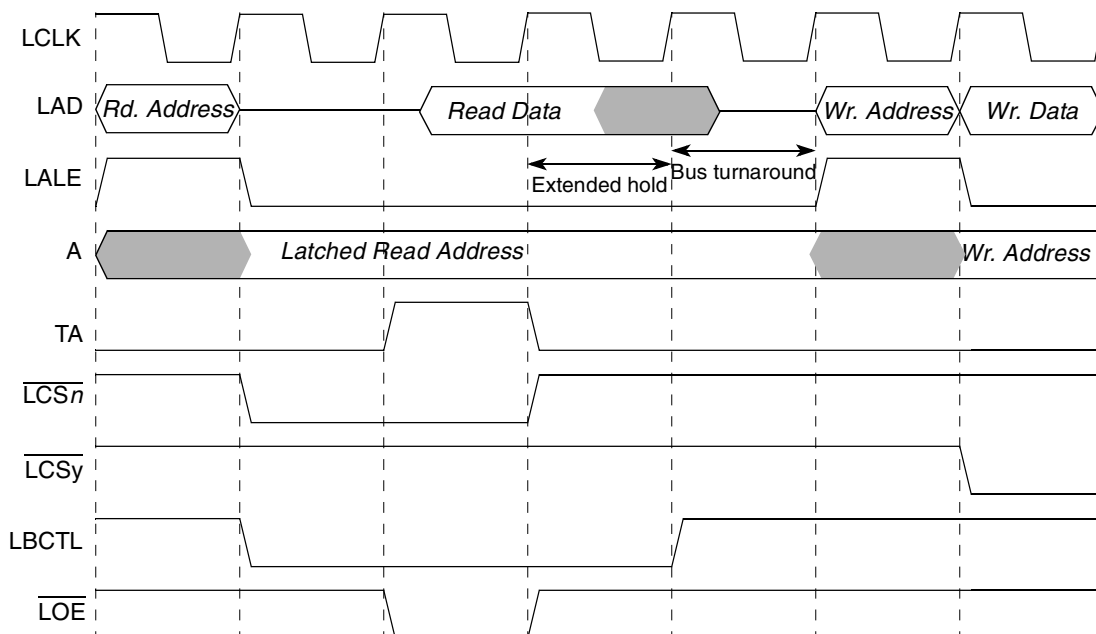 LCLK
LAD Rd. Address Read Data Wr. Address Wr. Data
LALE Extended hold Bus turnaround
A Latched Read Address Wr. Address
TA
LCSn
LCSy
LBCTL
LOE